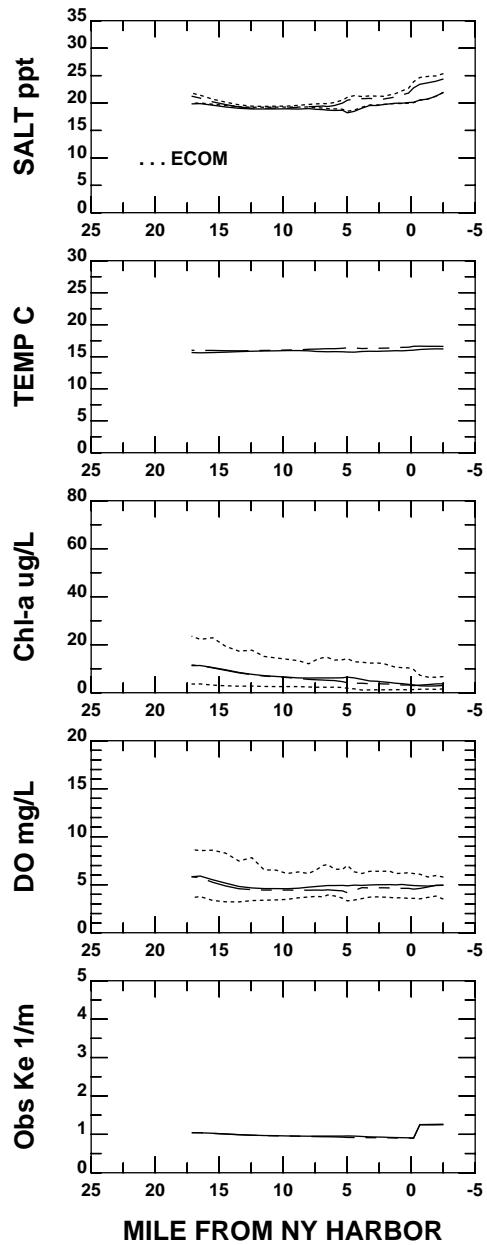 SALT ppt
35
30
25
20
15
10
5
0
. . . ECOM
25 20 15 10 5 0 -5
TEMP C
30
25
20
15
10
5
0
25 20 15 10 5 0 -5
Chl-a ug/L
80
60
40
20
0
25 20 15 10 5 0 -5
DO mg/L
20
15
10
5
0
25 20 15 10 5 0 -5
Obs Ke 1/m
5
4
3
2
1
0
25 20 15 10 5 0 -5
MILE FROM NY HARBOR